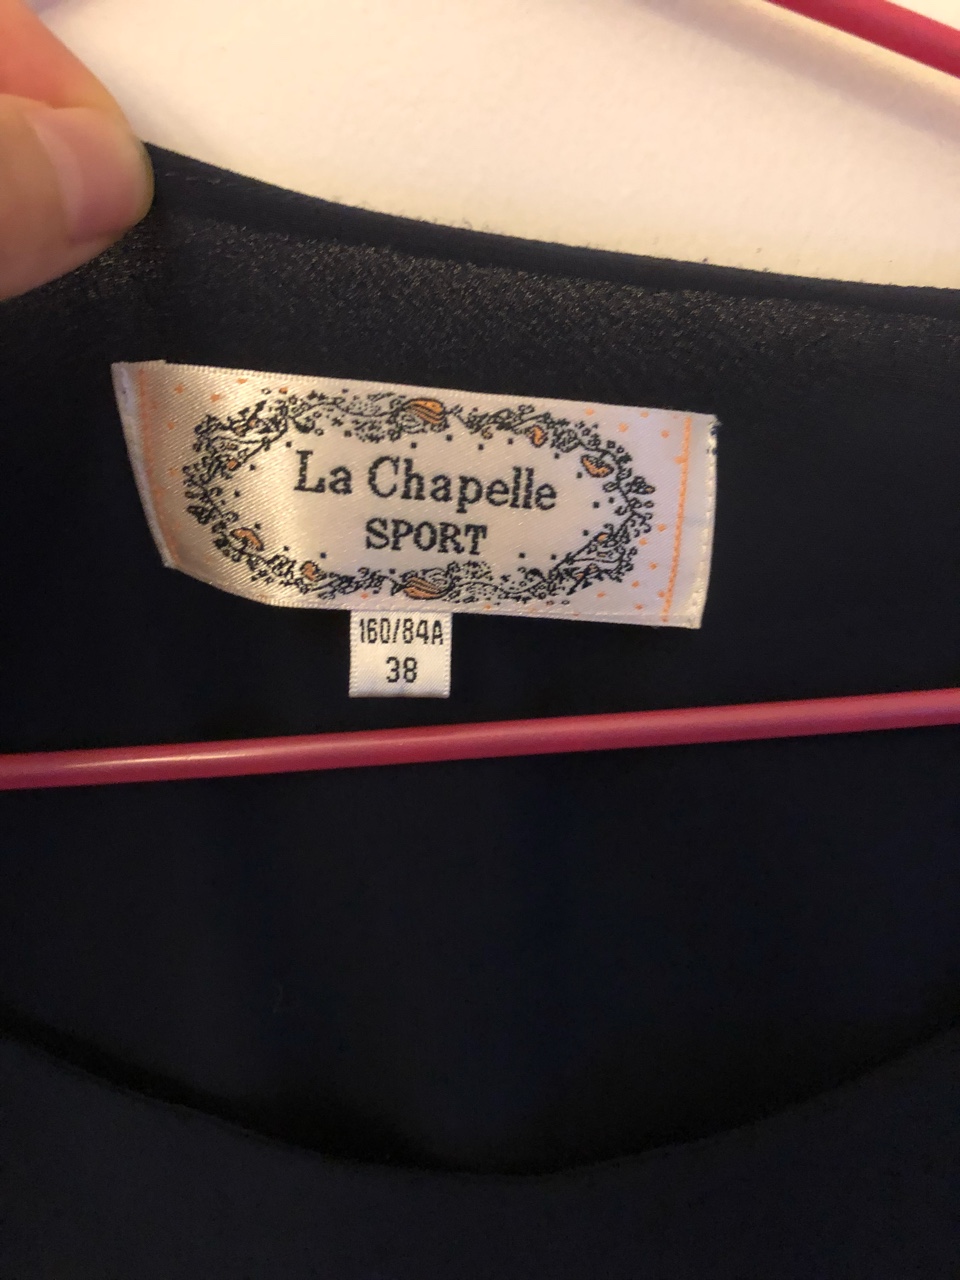 La Chapelle
SPORT
160/84A
38